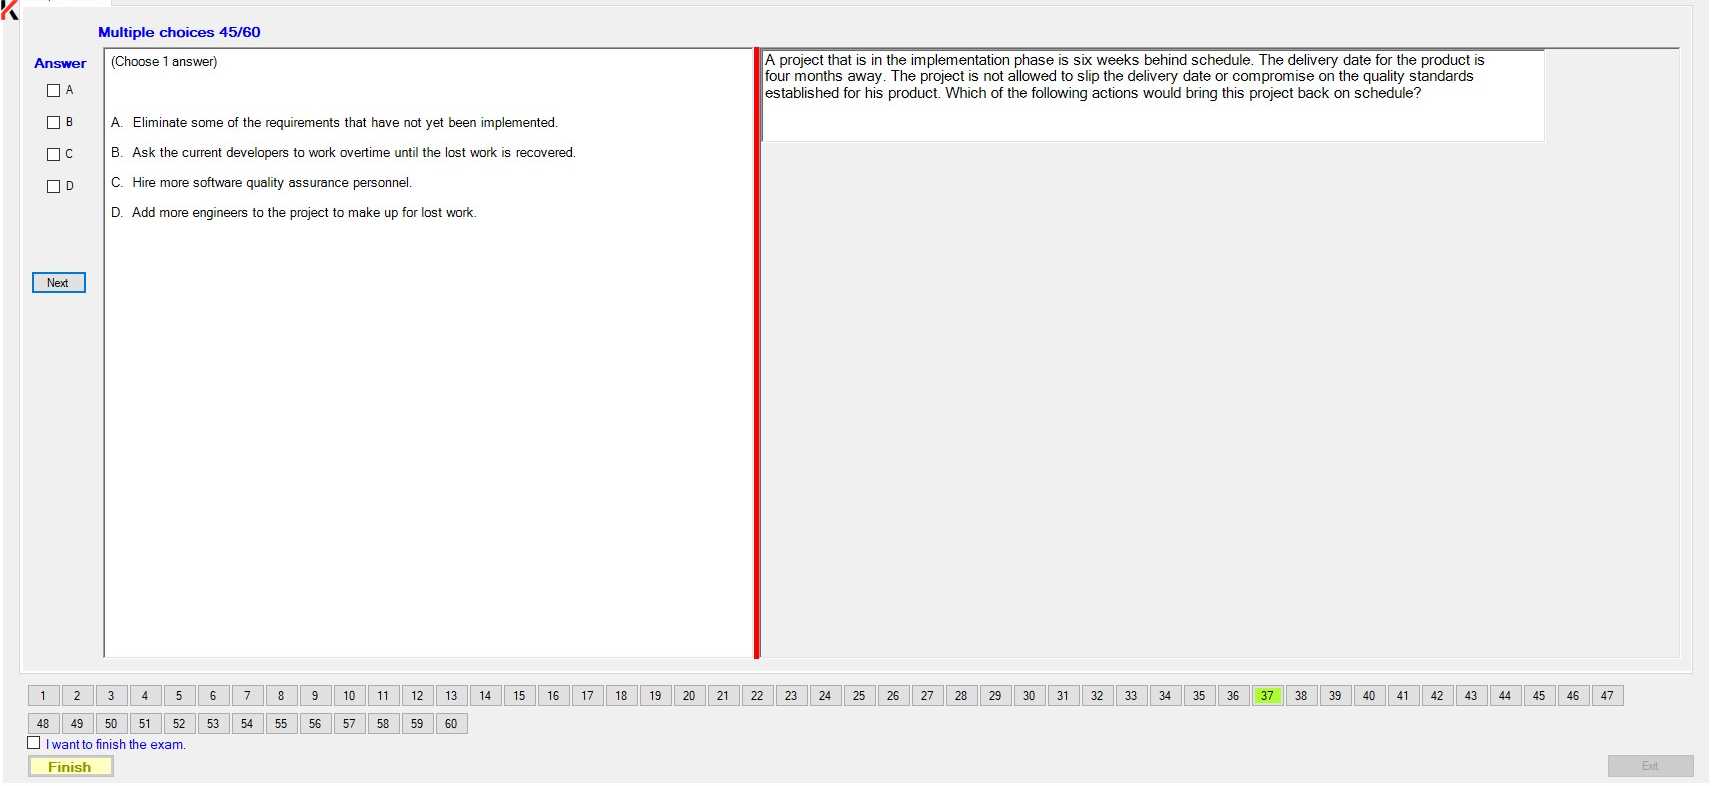 Multiple choices 45/60
Answer
A
B
C
D
Next
(Choose 1 answer)
A. Eliminate some of the requirements that have not yet been implemented.
B. Ask the current developers to work overtime until the lost work is recovered.
C. Hire more software quality assurance personnel.
D. Add more engineers to the project to make up for lost work.
A project that is in the implementation phase is six weeks behind schedule. The delivery date for the product is
four months away. The project is not allowed to slip the delivery date or compromise on the quality standards
established for his product. Which of the following actions would bring this project back on schedule?
1 2 3 4 5 6 7 8 9 10 11 12 13 14 15 16 17 18 19 20 21 22 23 24 25 26 27 28 29 30 31 32 33 34 35 36 37 38 39 40 41 42 43 44 45 46 47
48 49 50 51 52 53 54 55 56 57 58 59 60
I want to finish the exam.
Finish
Exit